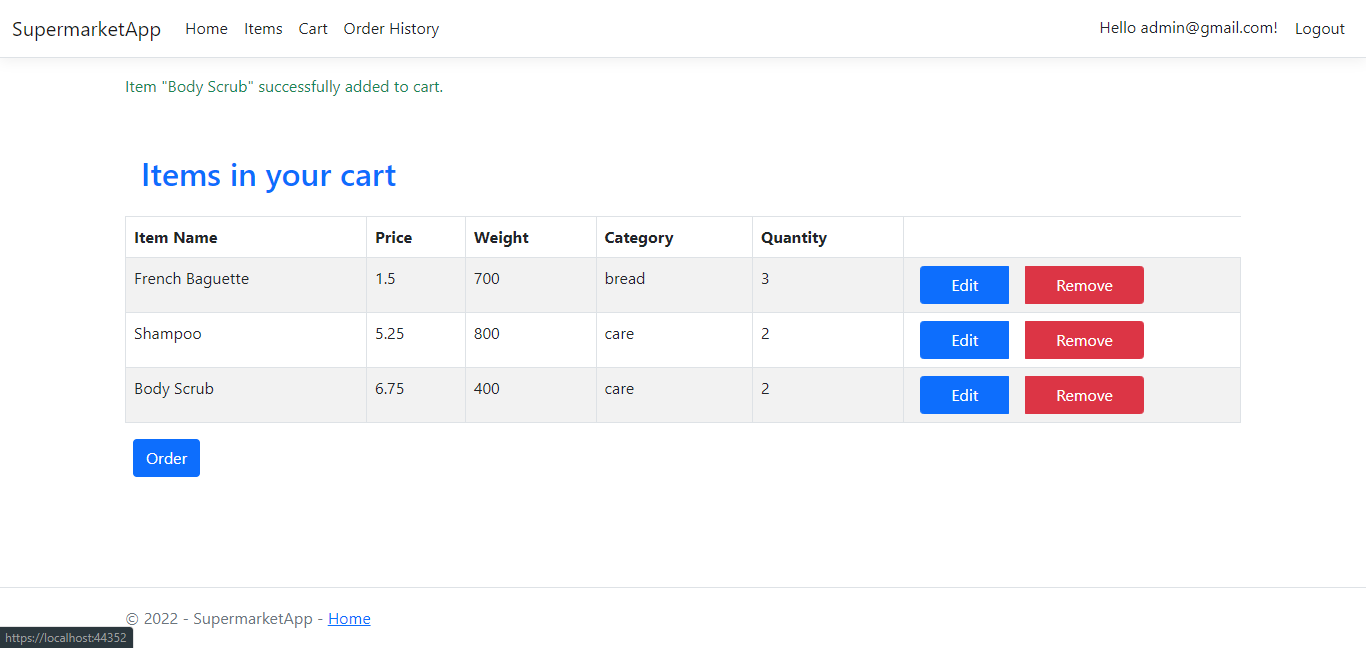 SupermarketApp Home Items Cart Order History Hello admin@gmail.com! Logout
Item "Body Scrub" successfully added to cart.
Items in your cart
Item Name Price Weight Category Quantity
French Baguette 1.5 700 bread 3 Edit Remove
Shampoo 5.25 800 care 2 Edit Remove
Body Scrub 6.75 400 care 2 Edit Remove
Order
© 2022 - SupermarketApp - Home
https://localhost:44352